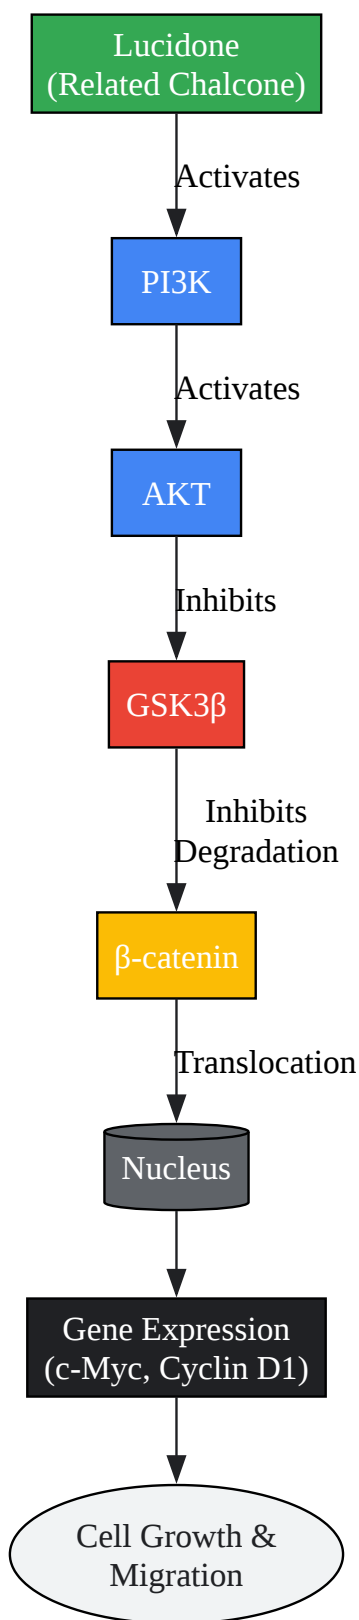 Lucidone
(Related Chalcone)
Activates
PI3K
Activates
AKT
Inhibits
GSK3β
Inhibits
Degradation
β-catenin
Translocation
Nucleus
Gene Expression
(c-Myc, Cyclin D1)
Cell Growth &
Migration